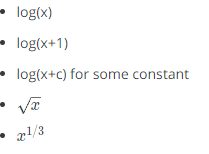 • log(x)
• log(x+1)
• log(x+c) for some constant
• √x
• x^{1/3}